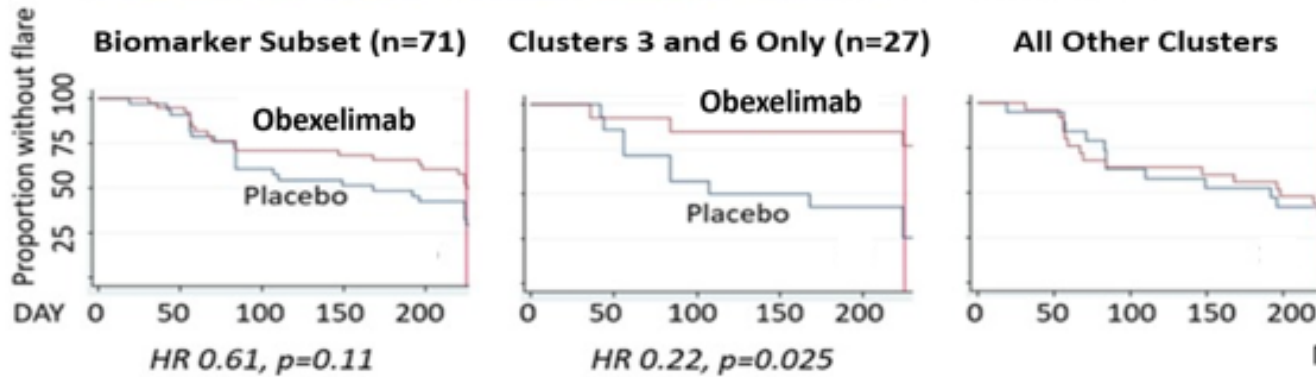 Biomarker Subset (n=71) Clusters 3 and 6 Only (n=27) All Other Clusters
Proportion without flare
100
75
50
25
Obexelimab
Placebo
Obexelimab
Placebo
DAY 0 50 100 150 200 0 50 100 150 200 0 50 100 150 200
HR 0.61, p=0.11 HR 0.22, p=0.025